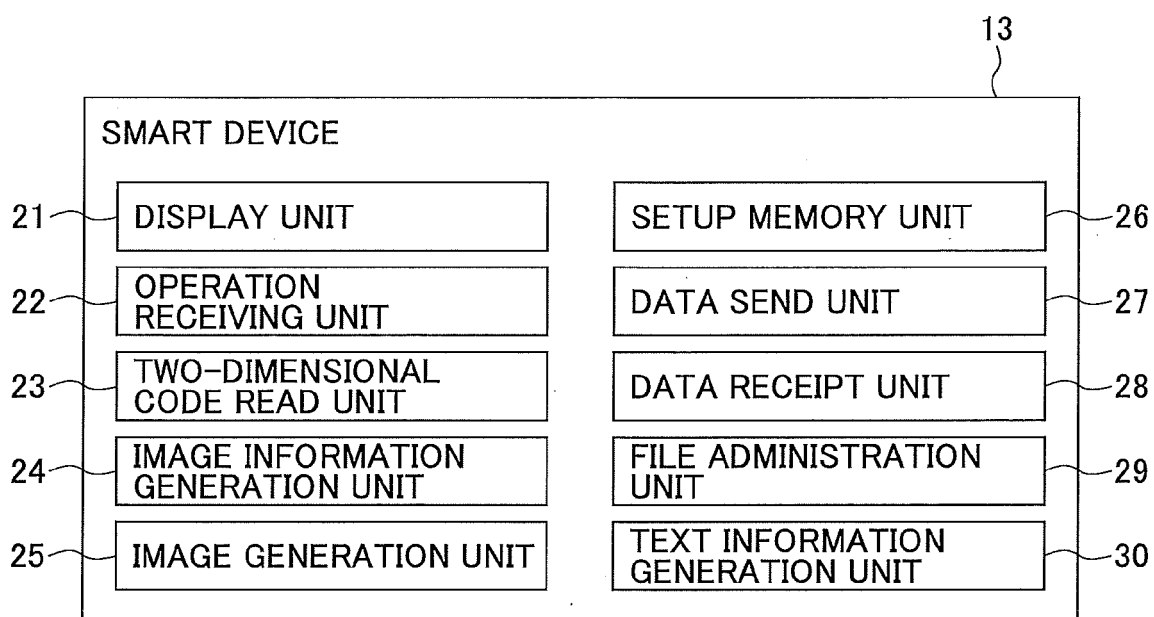 13
SMART DEVICE
21
DISPLAY UNIT
22
OPERATION
RECEIVING UNIT
23
TWO-DIMENSIONAL
CODE READ UNIT
24
IMAGE INFORMATION
GENERATION UNIT
25
IMAGE GENERATION UNIT
SETUP MEMORY UNIT
26
DATA SEND UNIT
27
DATA RECEIPT UNIT
28
FILE ADMINISTRATION
UNIT
29
TEXT INFORMATION
GENERATION UNIT
30